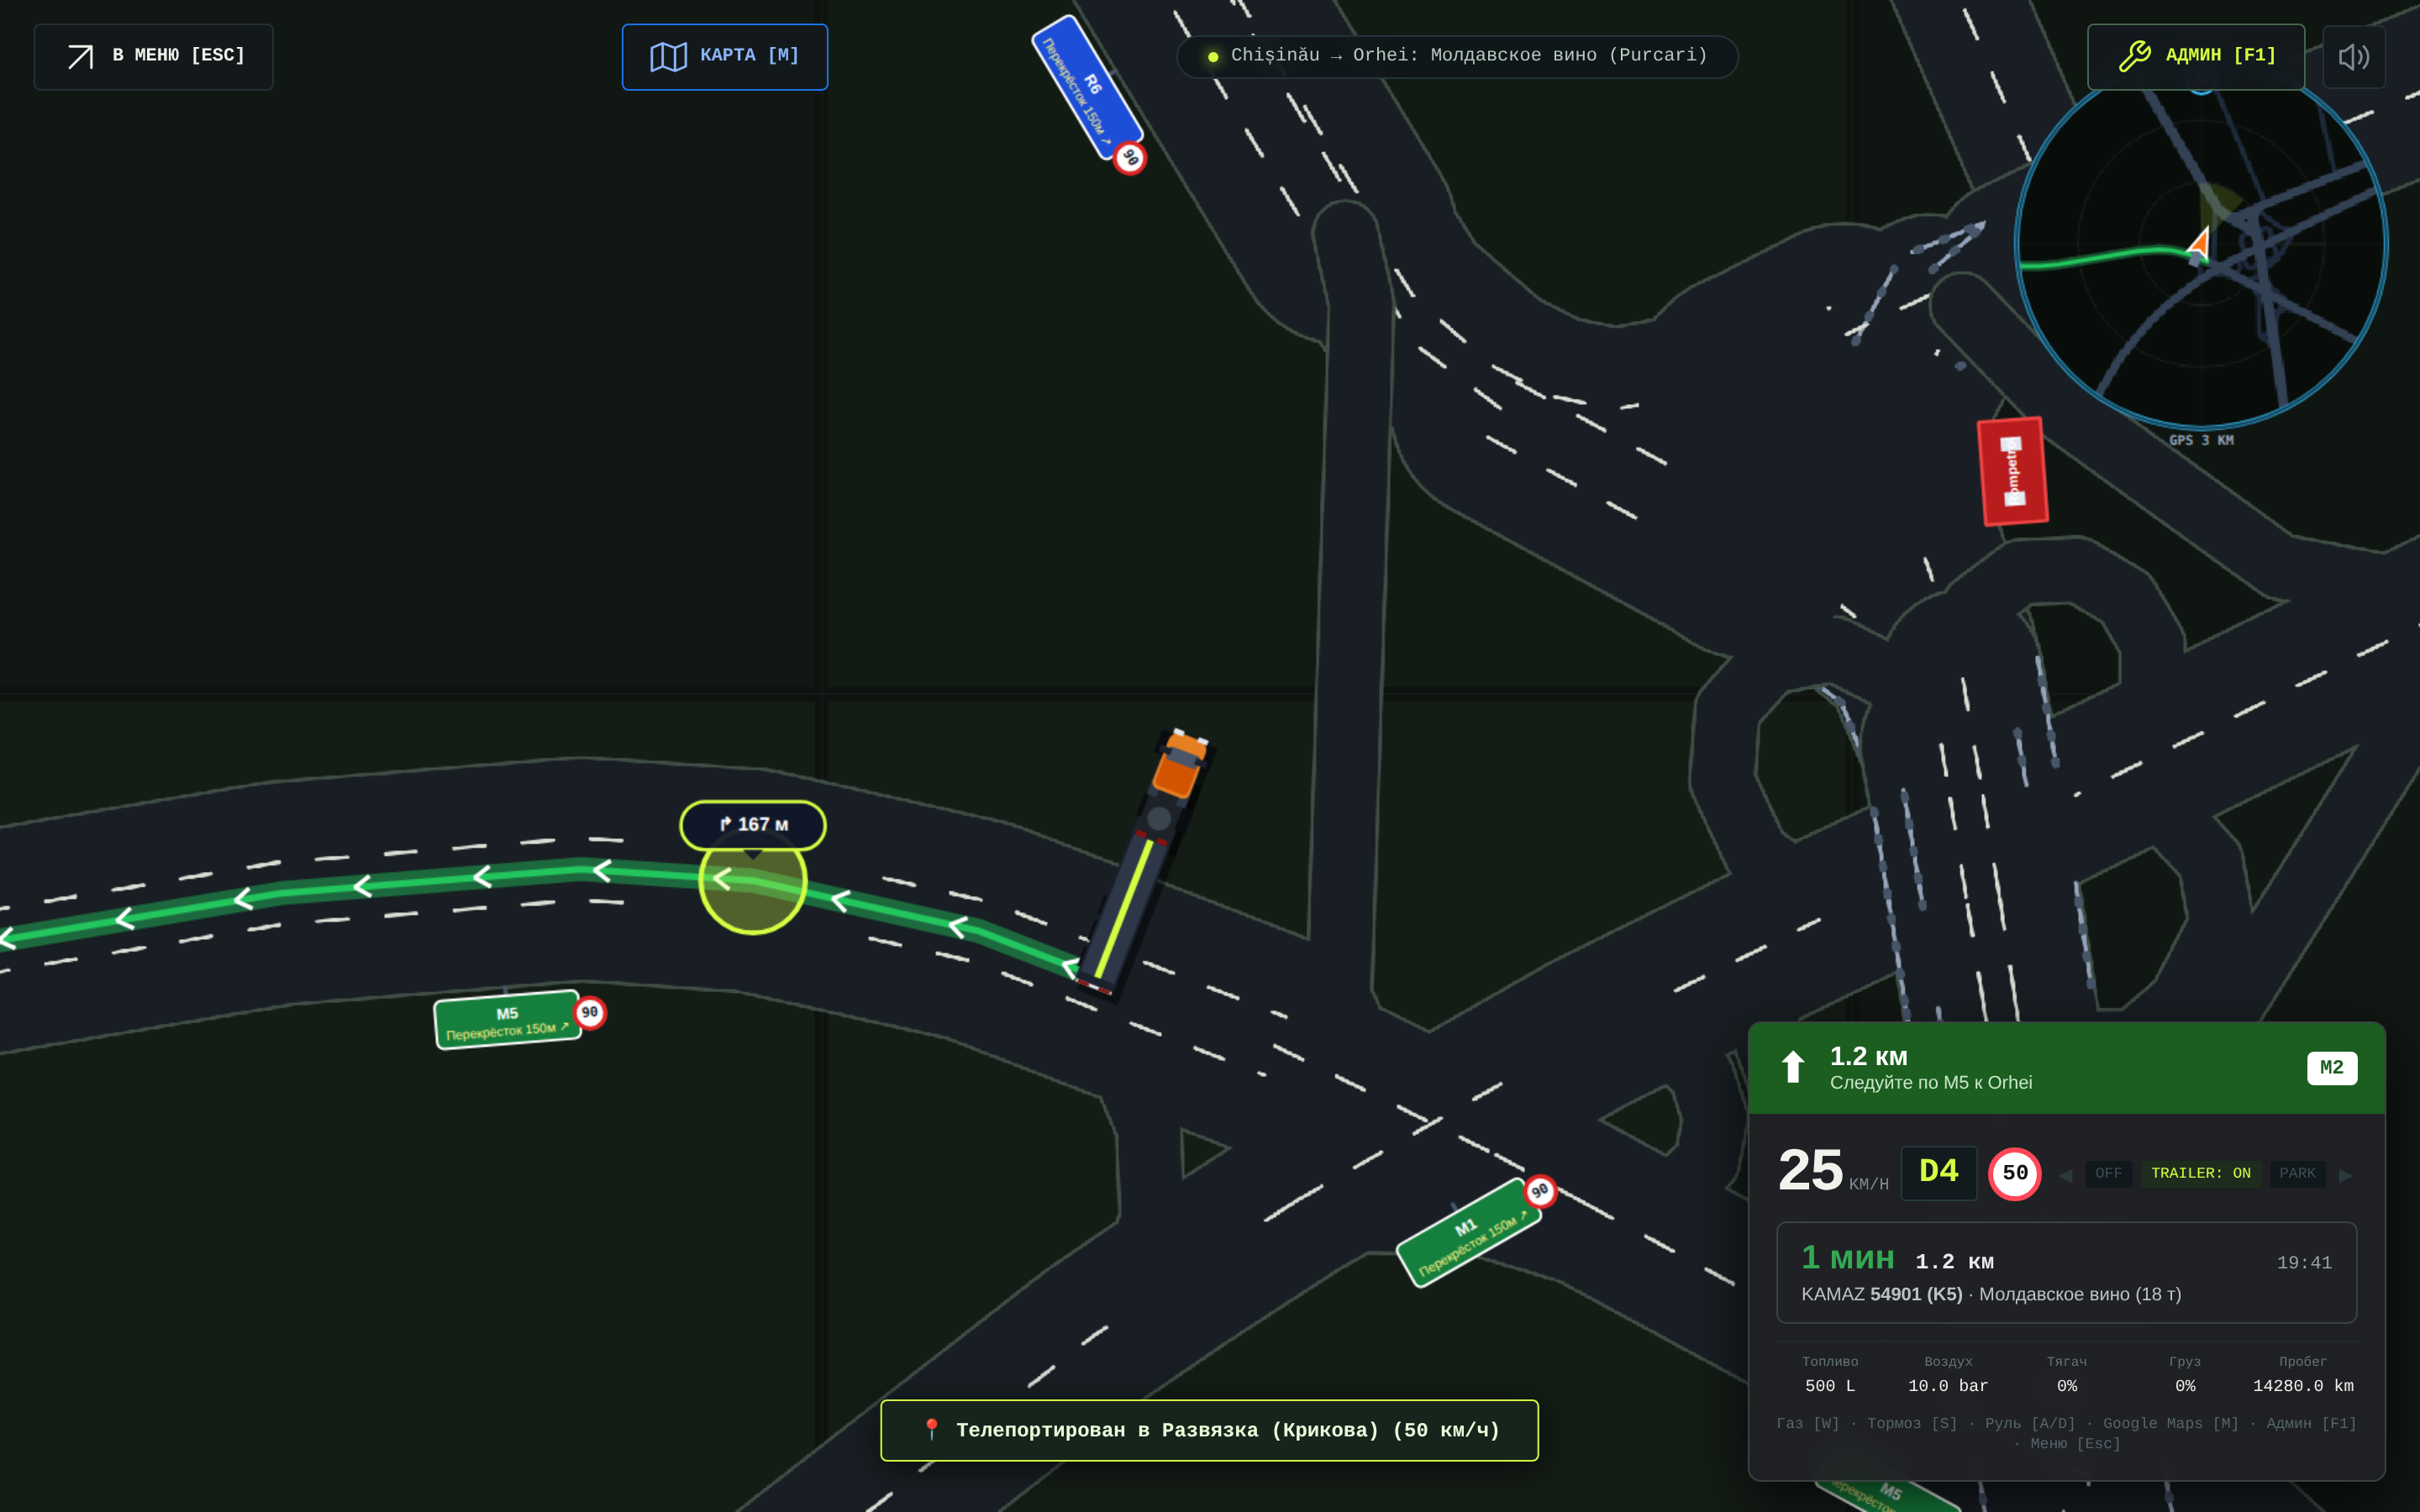 В МЕНЮ [ESC]
КАРТА [M]
Chișinău → Orhei: Молдавское вино (Purcari)
АДМИН [F1]
R6
Перекрёсток 150м ↗
90
GPS 3 KM
Rompetrol
↱ 167 м
M5
Перекрёсток 150м ↗
90
M1
Перекрёсток 150м ↗
90
1.2 км
Следуйте по M5 к Orhei
M2
25 KM/H D4 50 ◀ OFF TRAILER: ON PARK ▶
1 мин 1.2 км 19:41
KAMAZ 54901 (K5) · Молдавское вино (18 т)
Топливо Воздух Тягач Груз Пробег
500 L 10.0 bar 0% 0% 14280.0 km
Газ [W] · Тормоз [S] · Руль [A/D] · Google Maps [M] · Админ [F1]
· Меню [Esc]
📍 Телепортирован в Развязка (Крикова) (50 км/ч)
M5